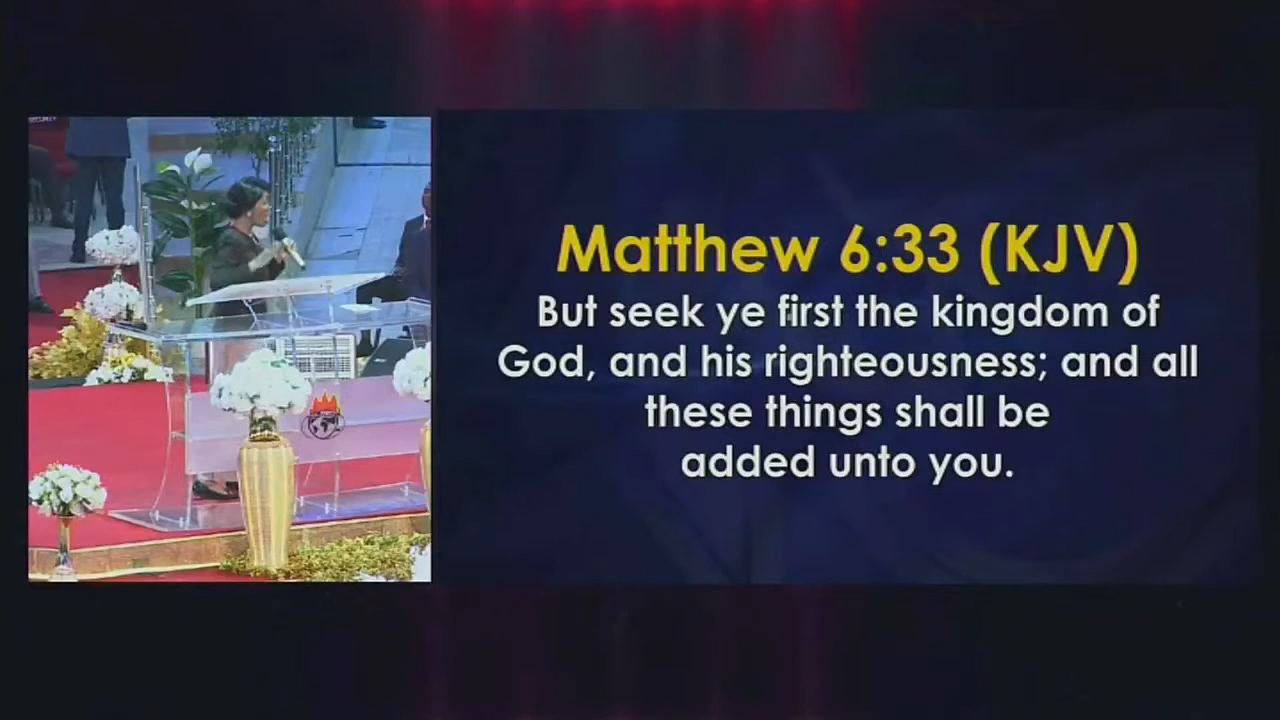 Matthew 6:33 (KJV)
But seek ye first the kingdom of
God, and his righteousness; and all
these things shall be
added unto you.